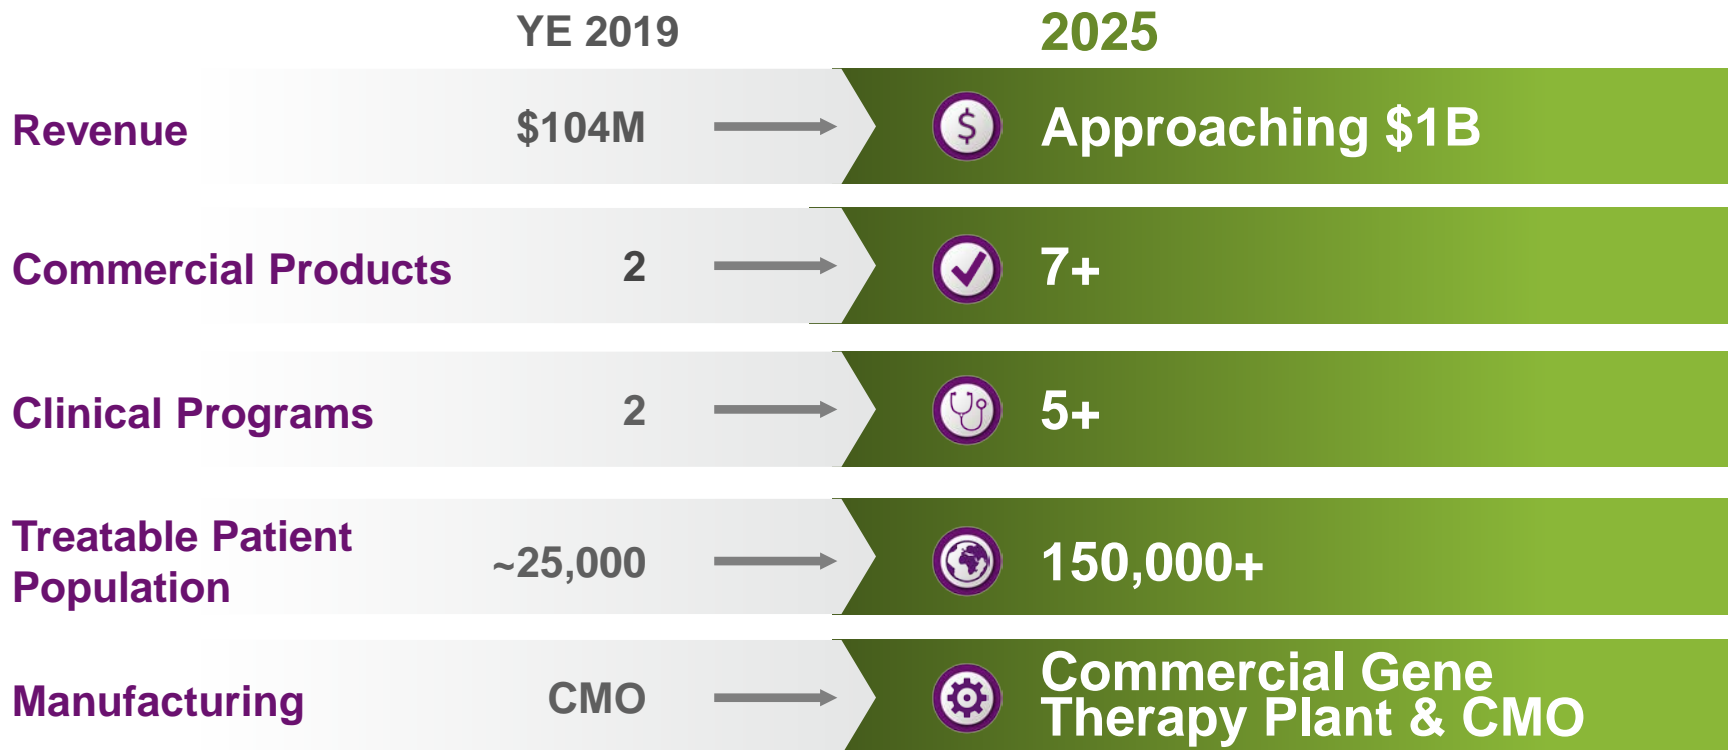 YE 2019
2025
Revenue
$104M
$
Approaching $1B
Commercial Products
2
7+
Clinical Programs
2
5+
Treatable Patient
Population
~25,000
150,000+
Manufacturing
CMO
Commercial Gene
Therapy Plant & CMO